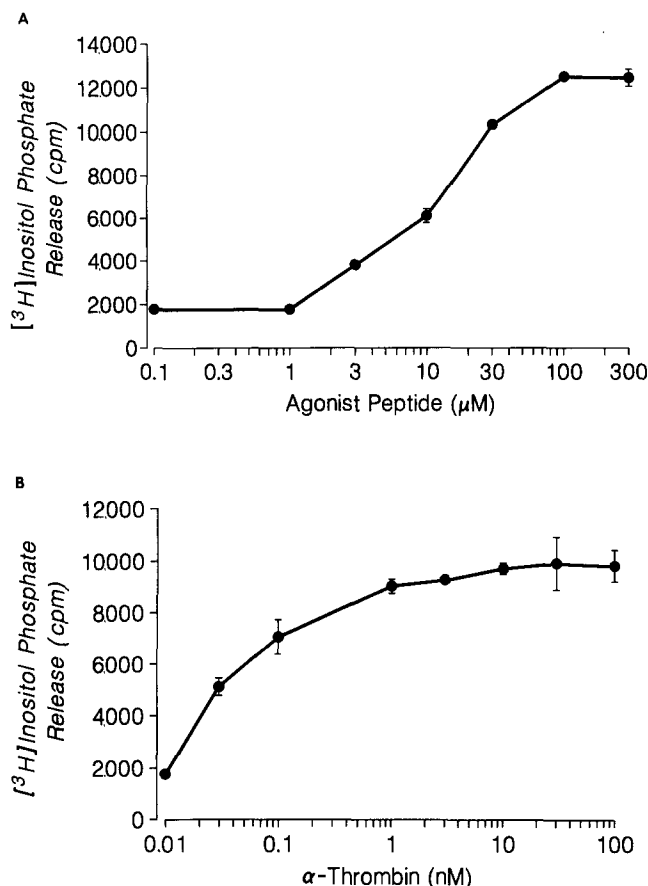 A
14000
12000
10000
8000
6000
4000
2000
0
[³H]Inositol Phosphate
Release (cpm)
0.1 0.3 1 3 10 30 100 300
Agonist Peptide (µM)
B
12000
10000
8000
6000
4000
2000
0
[³H]Inositol Phosphate
Release (cpm)
0.01 0.1 1 10 100
α-Thrombin (nM)